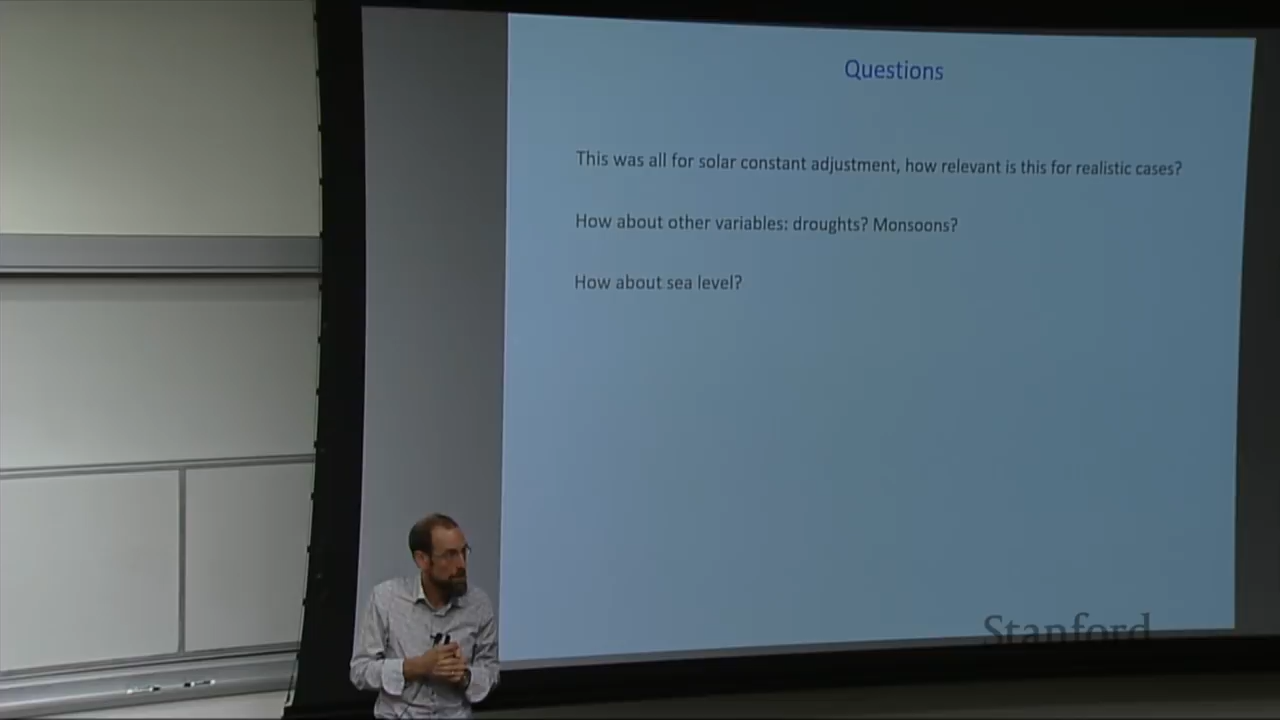 Questions
This was all for solar constant adjustment, how relevant is this for realistic cases?
How about other variables: droughts? Monsoons?
How about sea level?
Stanford